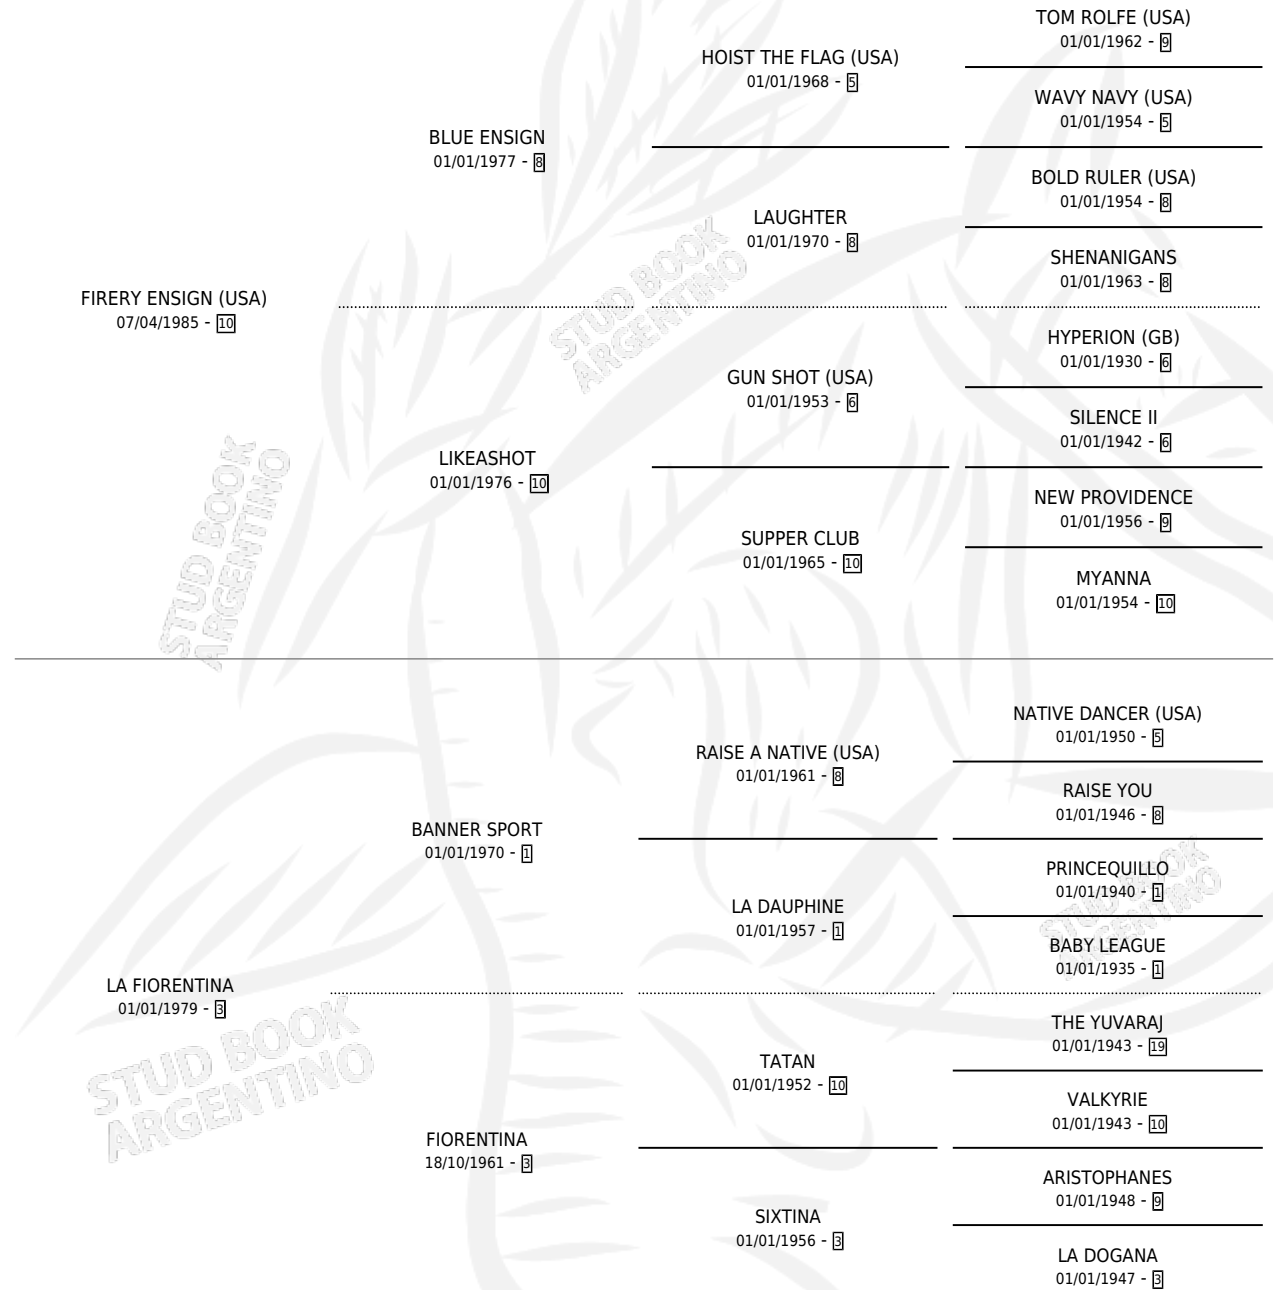 TOM ROLFE (USA)
01/01/1962 - 9
HOIST THE FLAG (USA)
01/01/1968 - 5
WAVY NAVY (USA)
01/01/1954 - 5
BLUE ENSIGN
01/01/1977 - 8
BOLD RULER (USA)
01/01/1954 - 8
LAUGHTER
01/01/1970 - 8
SHENANIGANS
01/01/1963 - 8
FIRERY ENSIGN (USA)
07/04/1985 - 10
HYPERION (GB)
01/01/1930 - 6
GUN SHOT (USA)
01/01/1953 - 6
SILENCE II
01/01/1942 - 6
LIKEASHOT
01/01/1976 - 10
NEW PROVIDENCE
01/01/1956 - 9
SUPPER CLUB
01/01/1965 - 10
MYANNA
01/01/1954 - 10
NATIVE DANCER (USA)
01/01/1950 - 5
RAISE A NATIVE (USA)
01/01/1961 - 8
RAISE YOU
01/01/1946 - 8
BANNER SPORT
01/01/1970 - 1
PRINCEQUILLO
01/01/1940 - 1
LA DAUPHINE
01/01/1957 - 1
BABY LEAGUE
01/01/1935 - 1
LA FIORENTINA
01/01/1979 - 3
THE YUVARAJ
01/01/1943 - 19
TATAN
01/01/1952 - 10
VALKYRIE
01/01/1943 - 10
FIORENTINA
18/10/1961 - 3
ARISTOPHANES
01/01/1948 - 9
SIXTINA
01/01/1956 - 3
LA DOGANA
01/01/1947 - 3
STUD BOOK
ARGENTINO
STUD BOOK
ARGENTINO
STUD BOOK
ARGENTINO
STUD BOOK
ARGENTINO